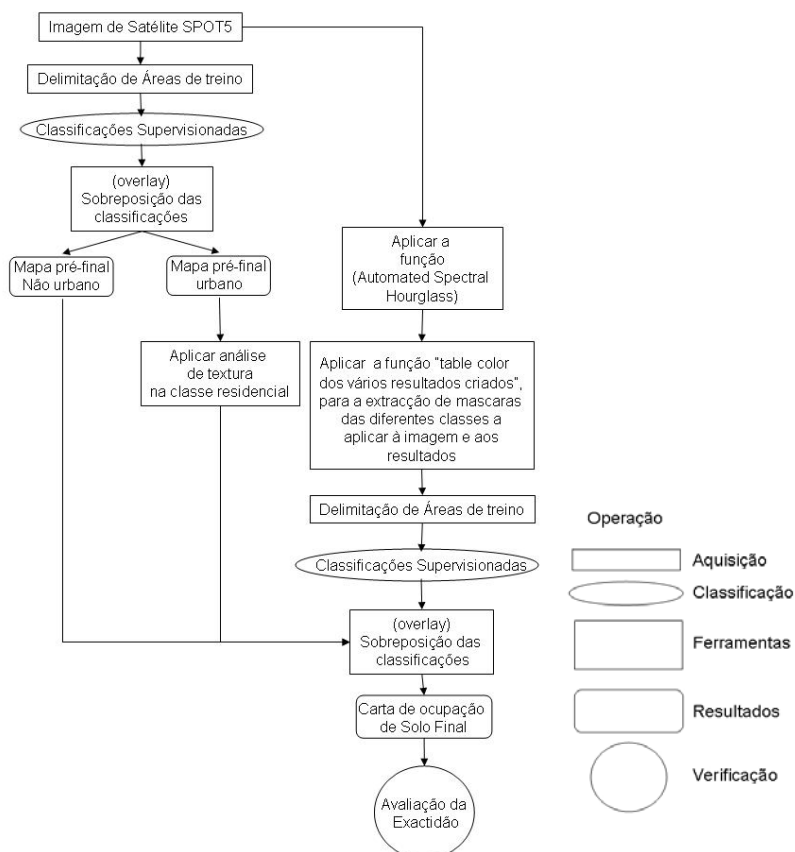 Imagem de Satélite SPOT5
Delimitação de Áreas de treino
Classificações Supervisionadas
(overlay)
Sobreposição das
classificações
Mapa pré-final
Não urbano
Mapa pré-final
urbano
Aplicar análise
de textura
na classe residencial
Aplicar a
função
(Automated Spectral
Hourglass)
Aplicar a função "table color
dos vários resultados criados",
para a extracção de mascaras
das diferentes classes a
aplicar à imagem e aos
resultados
Delimitação de Áreas de treino
Classificações Supervisionadas
(overlay)
Sobreposição das
classificações
Carta de ocupação
de Solo Final
Avaliação da
Exactidão
Operação
Aquisição
Classificação
Ferramentas
Resultados
Verificação